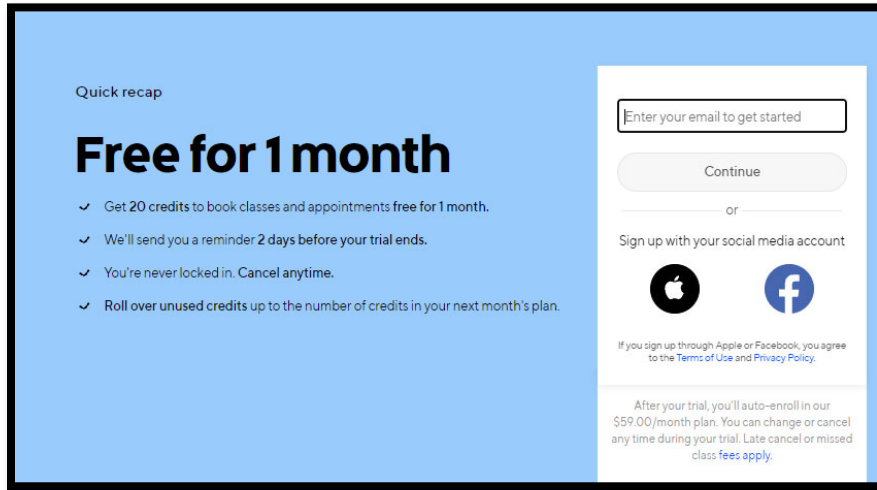 Quick recap
Free for 1 month
Get 20 credits to book classes and appointments free for 1 month.
We'll send you a reminder 2 days before your trial ends.
You're never locked in. Cancel anytime.
Roll over unused credits up to the number of credits in your next month's plan.
Enter your email to get started
Continue
or
Sign up with your social media account
If you sign up through Apple or Facebook, you agree
to the Terms of Use and Privacy Policy.
After your trial, you'll auto-enroll in our
$59.00/month plan. You can change or cancel
any time during your trial. Late cancel or missed
class fees apply.